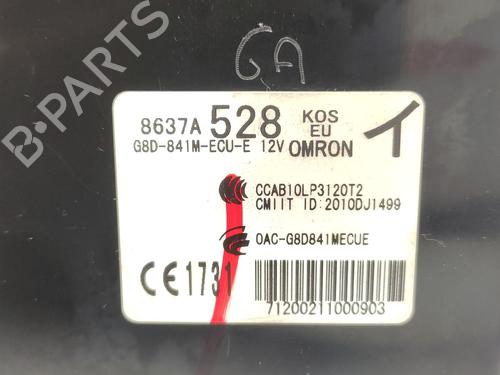 GA
8637A 528 KOS EU イ
G8D-841M-ECU-E 12V OMRON
CCAB10LP3120T2
CMIIT ID:2010DJ1499
OAC-G8D841MECUE
CE1731
71200211000903
B-PARTS